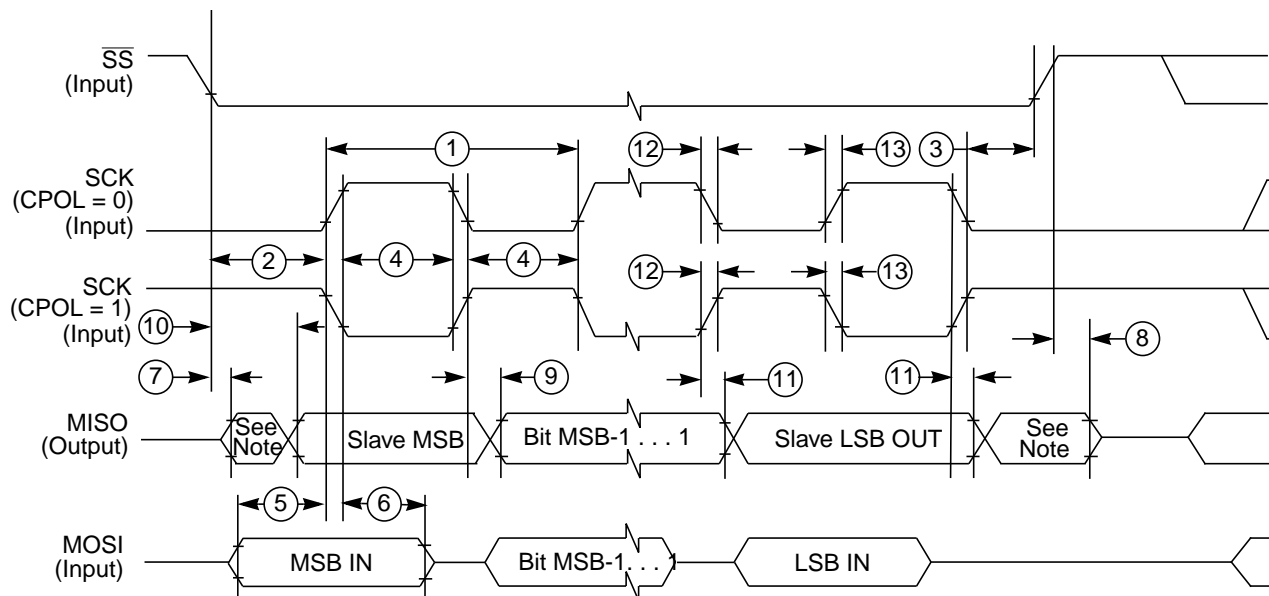 SS
(Input)
1
12
13
3
SCK
(CPOL = 0)
(Input)
2
4
4
12
13
SCK
(CPOL = 1)
(Input)
10
8
7
9
11
11
MISO
(Output)
See
Note
Slave MSB
Bit MSB-1 . . . 1
Slave LSB OUT
See
Note
5
6
MOSI
(Input)
MSB IN
Bit MSB-1. . . 1
LSB IN